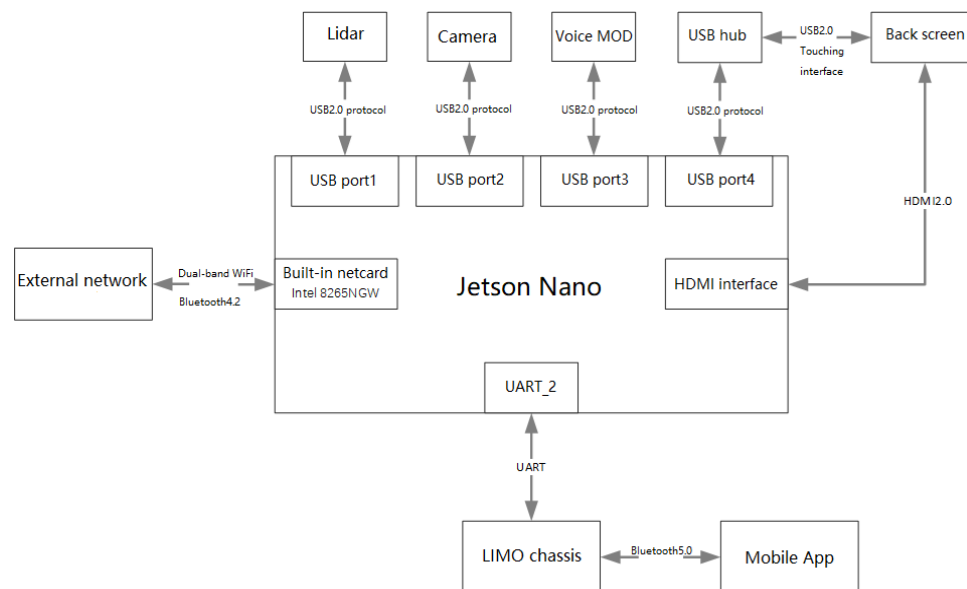 Lidar
Camera
Voice MOD
USB hub
USB2.0
Touching
interface
Back screen
USB2.0 protocol
USB2.0 protocol
USB2.0 protocol
USB2.0 protocol
USB port1
USB port2
USB port3
USB port4
HDMI2.0
External network
Dual-band WiFi
Bluetooth4.2
Built-in netcard
Intel 8265NGW
Jetson Nano
HDMI interface
UART_2
UART
LIMO chassis
Bluetooth5.0
Mobile App